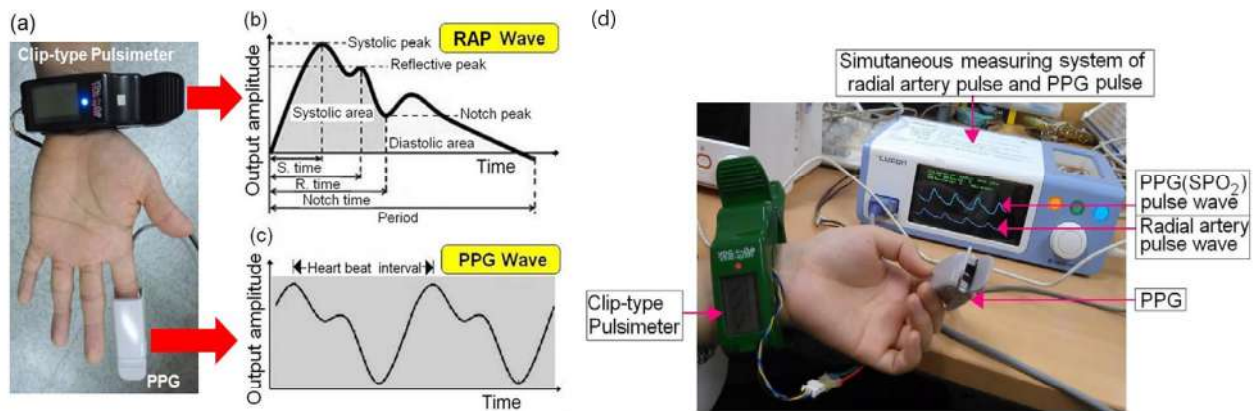 (a)
Clip-type Pulsimeter
PPG
(b)
RAP Wave
Output amplitude
Systolic peak
Reflective peak
Systolic area
Notch peak
Diastolic area
Time
S. time
R. time
Notch time
Period
(c)
PPG Wave
Heart beat interval
Output amplitude
Time
(d)
Simutaneous measuring system of
radial artery pulse and PPG pulse
PPG(SPO₂)
pulse wave
Radial artery
pulse wave
PPG
Clip-type
Pulsimeter